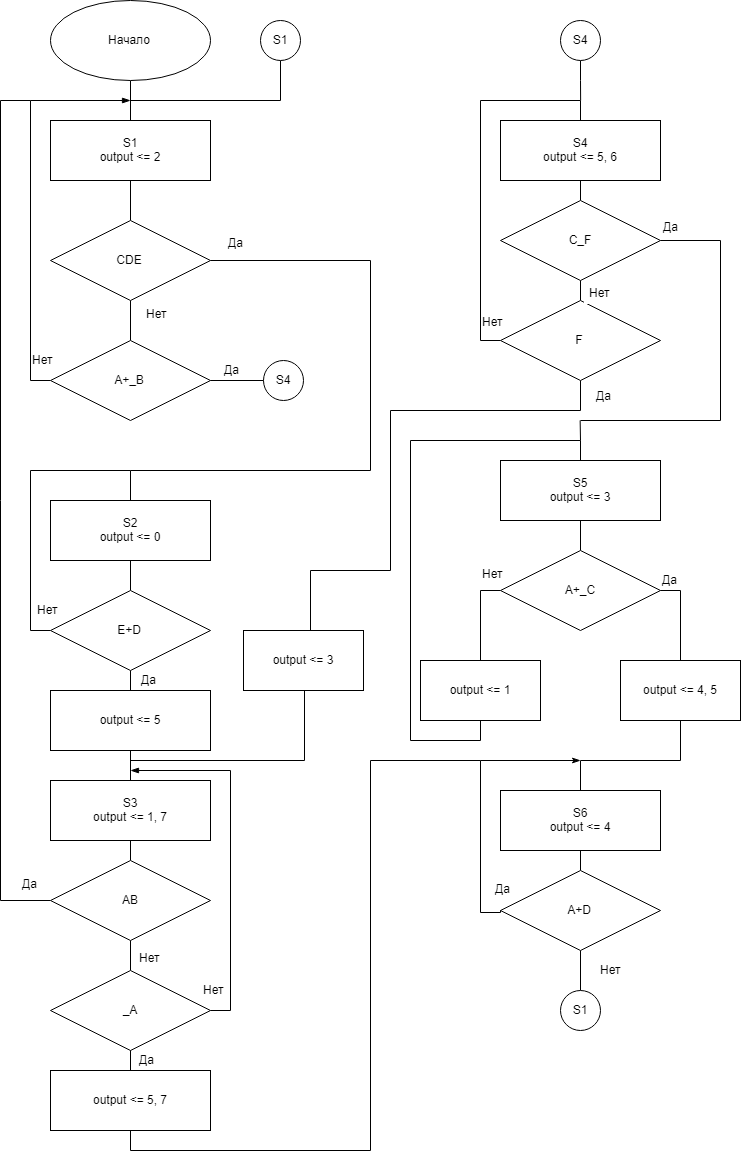 Начало
S1
S1
output <= 2
CDE
Да
Нет
A+_B
Нет
Да
S4
S2
output <= 0
E+D
Нет
Да
output <= 5
output <= 3
S3
output <= 1, 7
AB
Да
Нет
_A
Нет
Да
output <= 5, 7
S4
S4
output <= 5, 6
C_F
Да
Нет
F
Нет
Да
S5
output <= 3
A+_C
Нет
Да
output <= 1
output <= 4, 5
S6
output <= 4
A+D
Да
Нет
S1